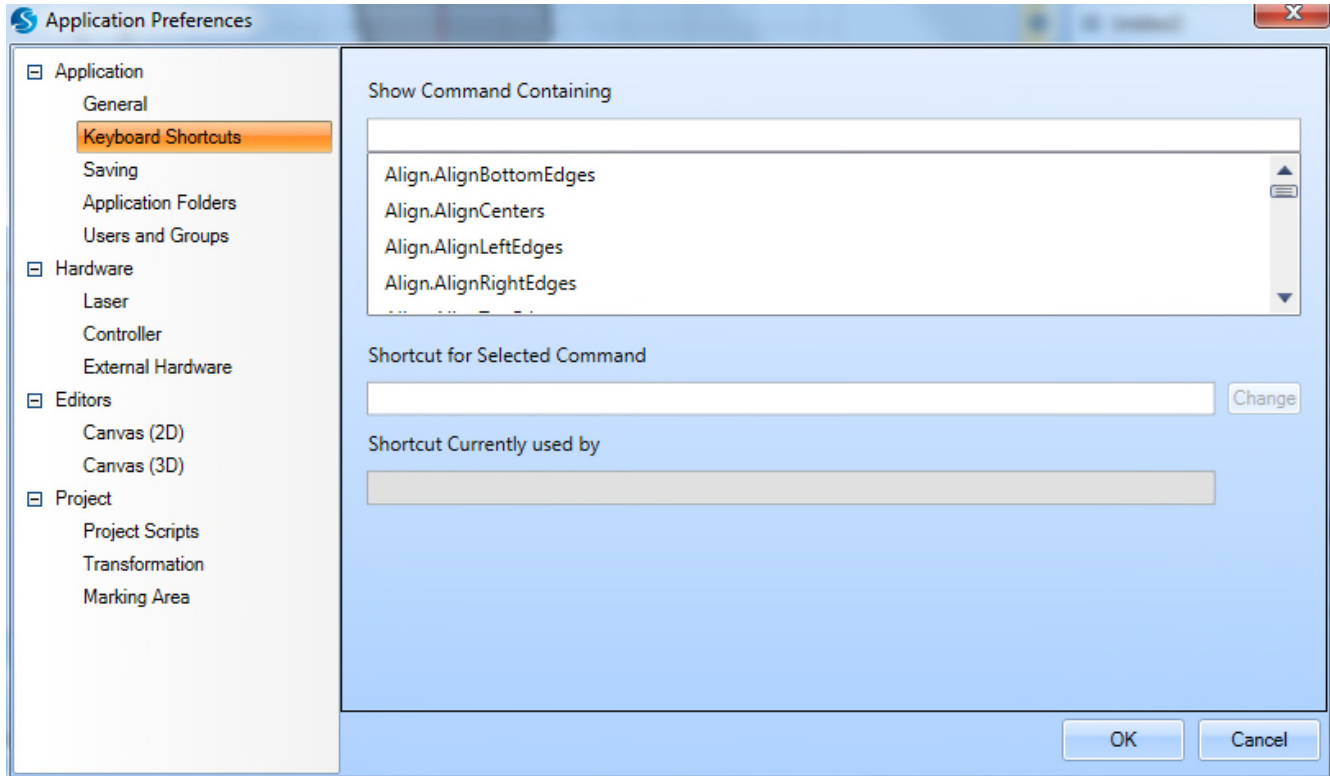 Application Preferences
Application
General
Keyboard Shortcuts
Saving
Application Folders
Users and Groups
Hardware
Laser
Controller
External Hardware
Editors
Canvas (2D)
Canvas (3D)
Project
Project Scripts
Transformation
Marking Area
Show Command Containing
Align.AlignBottomEdges
Align.AlignCenters
Align.AlignLeftEdges
Align.AlignRightEdges
Shortcut for Selected Command
Change
Shortcut Currently used by
OK
Cancel